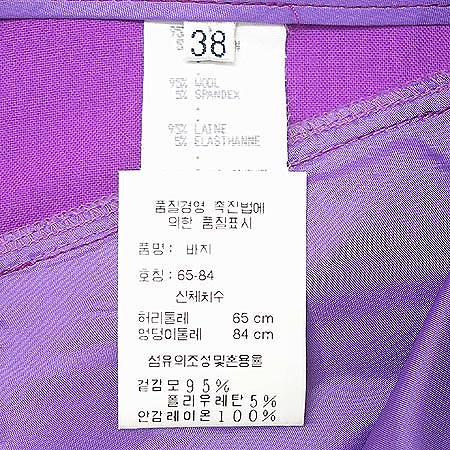 38
95% WOOL
5% SPANDEX
95% LAINE
5% ELASTHANNE
품질경영 촉진법에
의한 품질표시
품명: 바지
호칭: 65-84
신체치수
허리둘레 65 cm
엉덩이둘레 84 cm
섬유의조성및혼용율
겉감모95%
폴리우레탄5%
안감레이온100%